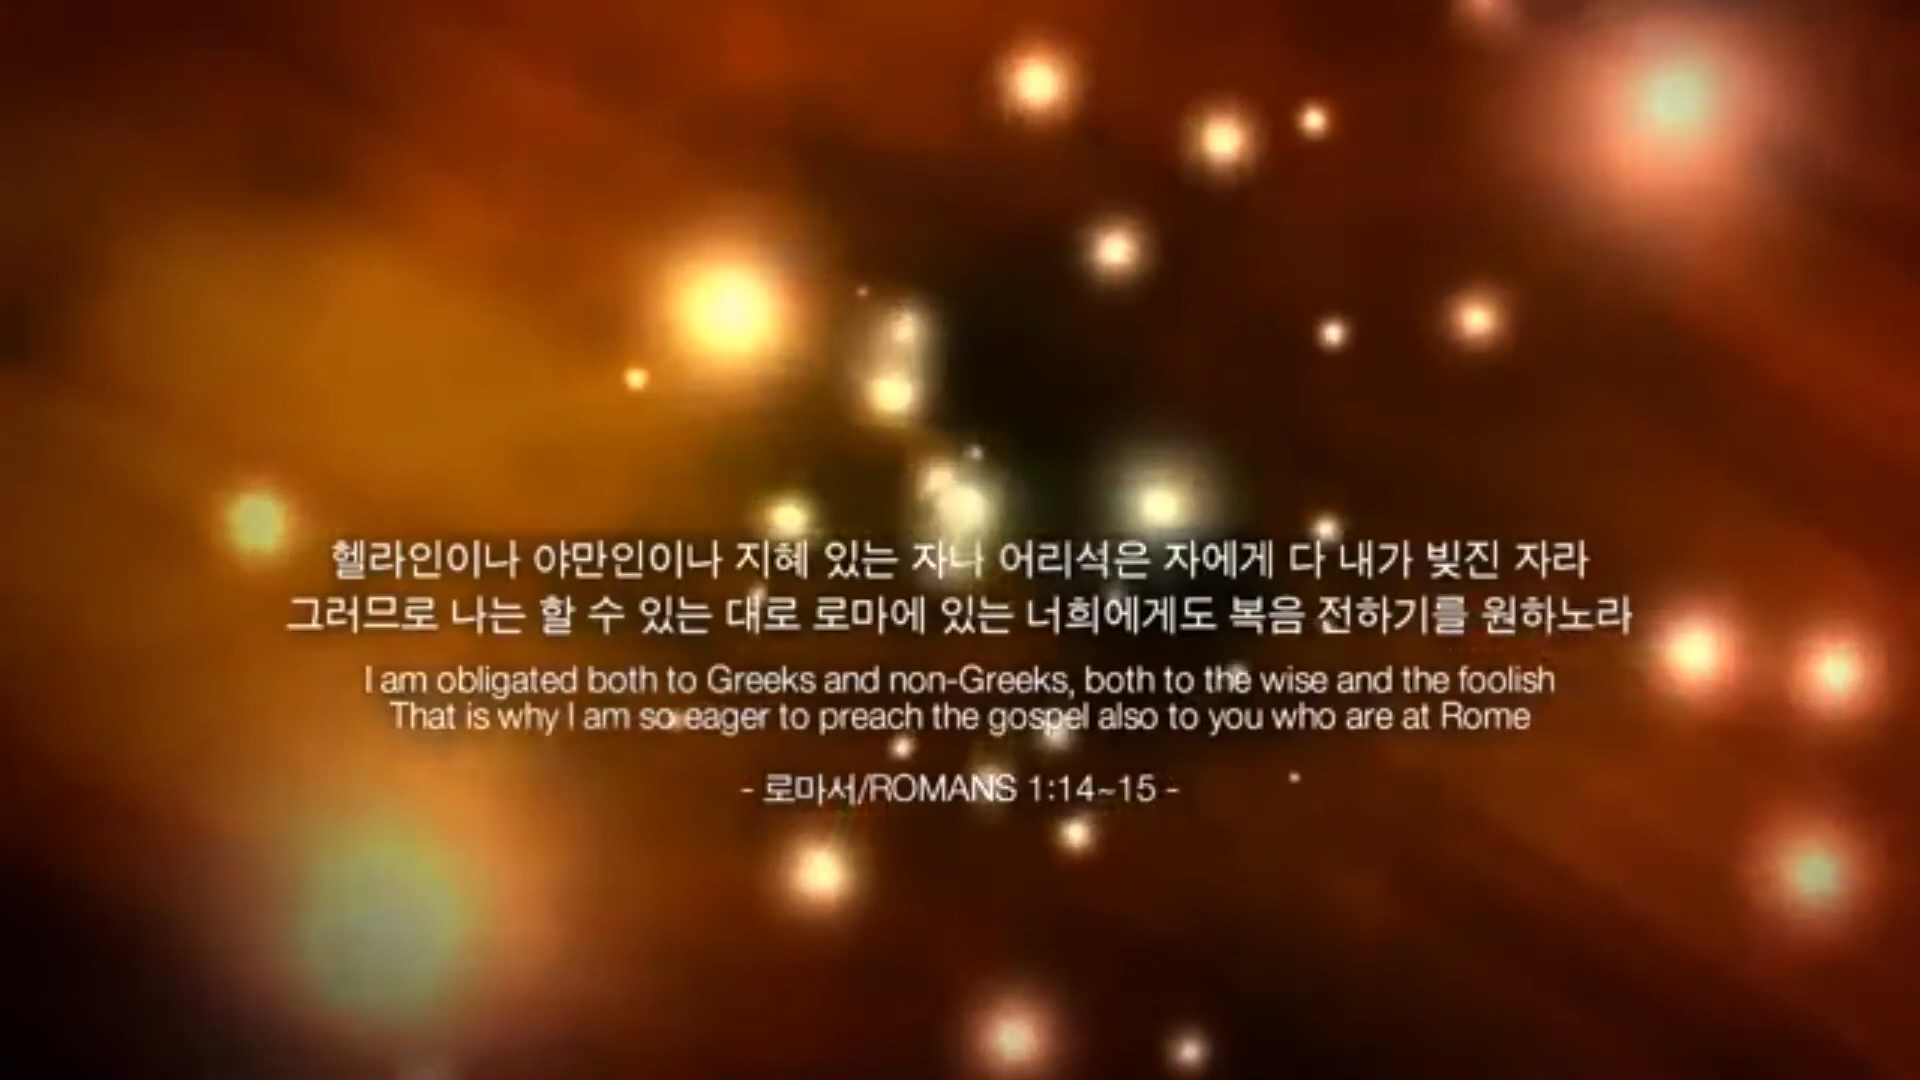 헬라인이나 야만인이나 지혜 있는 자나 어리석은 자에게 다 내가 빚진 자라
그러므로 나는 할 수 있는 대로 로마에 있는 너희에게도 복음 전하기를 원하노라
I am obligated both to Greeks and non-Greeks, both to the wise and the foolish
That is why I am so eager to preach the gospel also to you who are at Rome
- 로마서/ROMANS 1:14~15 -